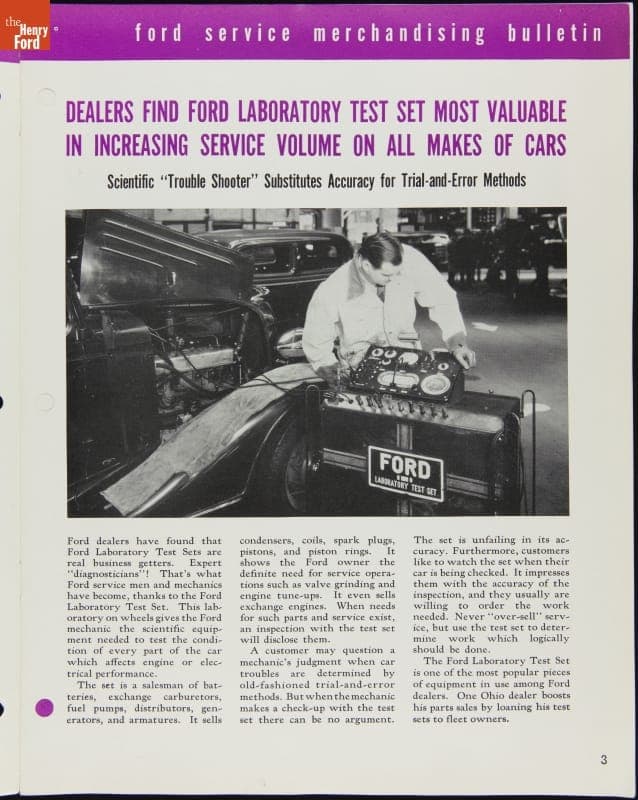 the
Henry
Ford
ford service merchandising bulletin
DEALERS FIND FORD LABORATORY TEST SET MOST VALUABLE
IN INCREASING SERVICE VOLUME ON ALL MAKES OF CARS
Scientific "Trouble Shooter" Substitutes Accuracy for Trial-and-Error Methods
FORD
LABORATORY TEST SET
Ford dealers have found that
Ford Laboratory Test Sets are
real business getters. Expert
"diagnosticians"! That's what
Ford service men and mechanics
have become, thanks to the Ford
Laboratory Test Set. This lab-
oratory on wheels gives the Ford
mechanic the scientific equip-
ment needed to test the condi-
tion of every part of the car
which affects engine or elec-
trical performance.
The set is a salesman of bat-
teries, exchange carburetors,
fuel pumps, distributors, gen-
erators, and armatures. It sells
condensers, coils, spark plugs,
pistons, and piston rings. It
shows the Ford owner the
definite need for service opera-
tions such as valve grinding and
engine tune-ups. It even sells
exchange engines. When needs
for such parts and service exist,
an inspection with the test set
will disclose them.
A customer may question a
mechanic's judgment when car
troubles are determined by
old-fashioned trial-and-error
methods. But when the mechanic
makes a check-up with the test
set there can be no argument.
The set is unfailing in its ac-
curacy. Furthermore, customers
like to watch the set when their
car is being checked. It impresses
them with the accuracy of the
inspection, and they usually are
willing to order the work
needed. Never "over-sell" serv-
ice, but use the test set to deter-
mine work which logically
should be done.
The Ford Laboratory Test Set
is one of the most popular pieces
of equipment in use among Ford
dealers. One Ohio dealer boosts
his parts sales by loaning his test
sets to fleet owners.
3